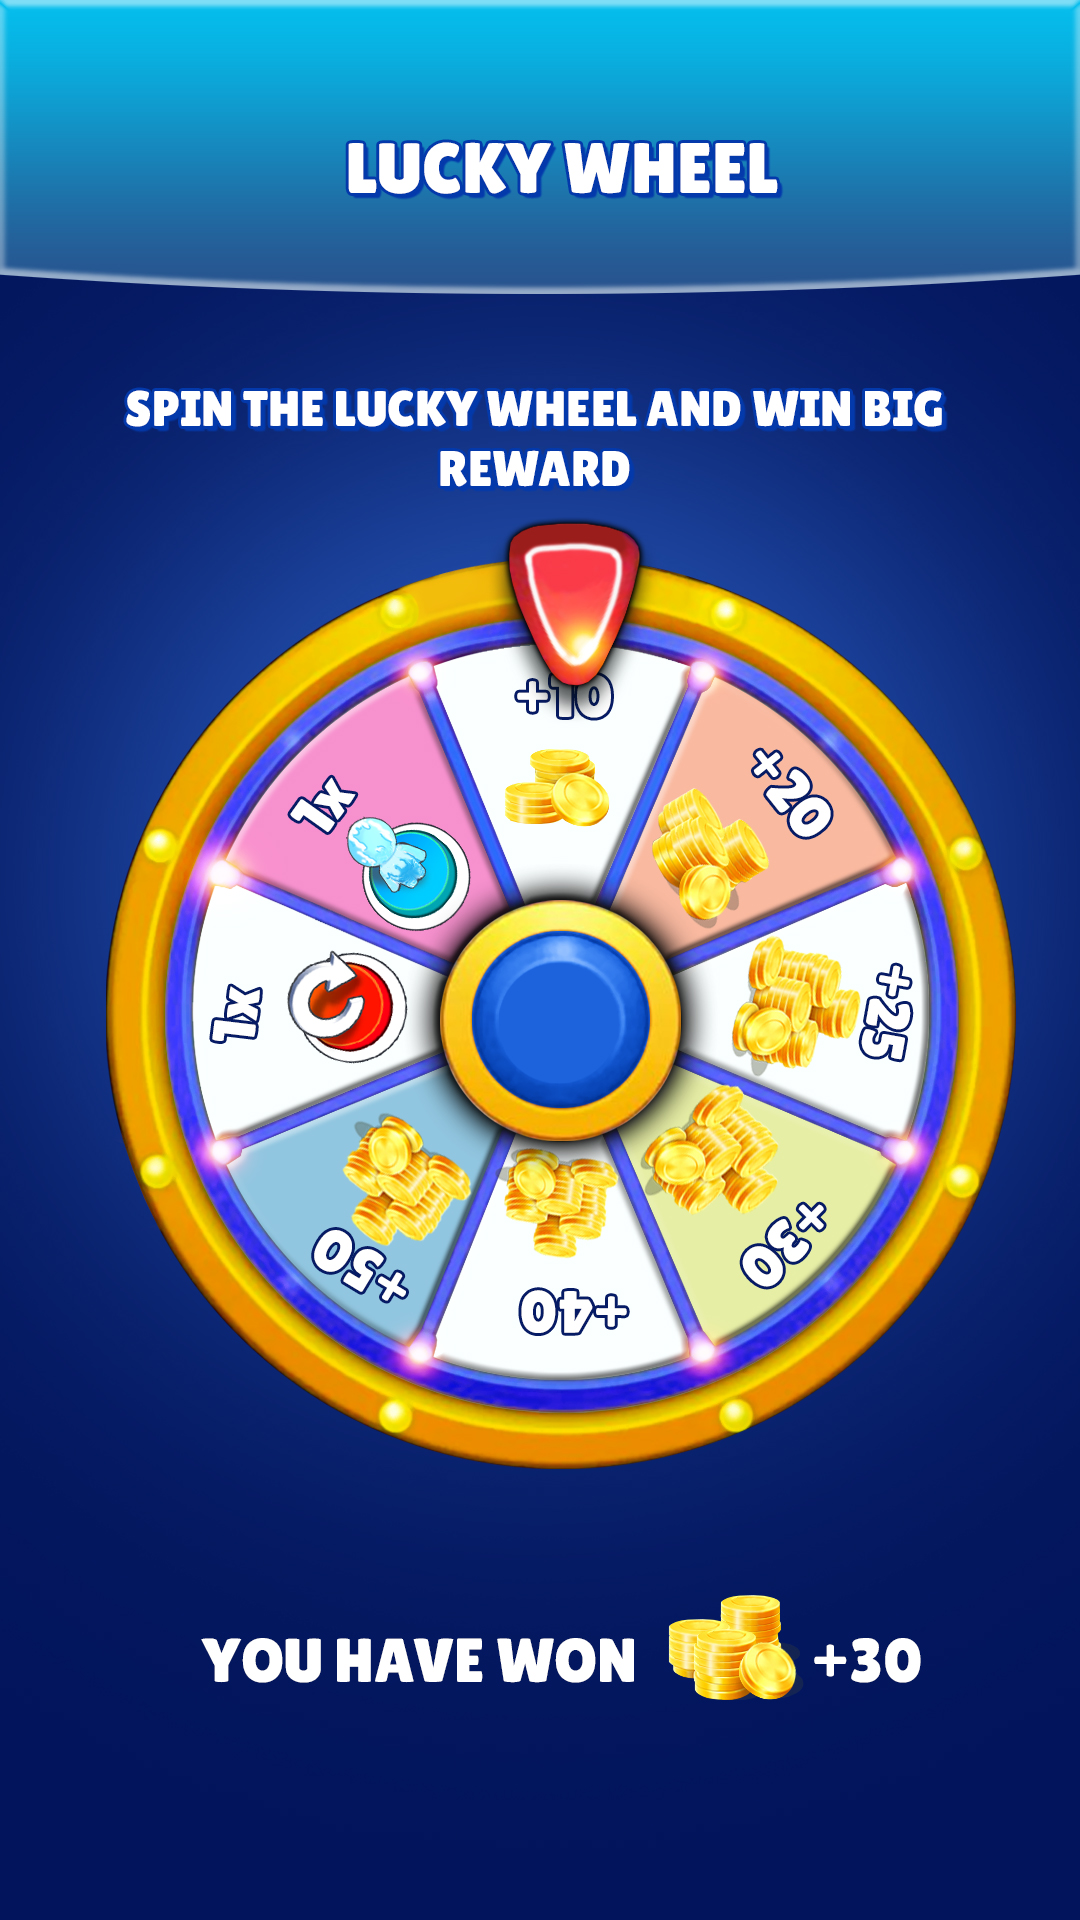 LUCKY WHEEL
SPIN THE LUCKY WHEEL AND WIN BIG
REWARD
+10
+20
+25
+30
+40
+50
1x
1x
YOU HAVE WON +30